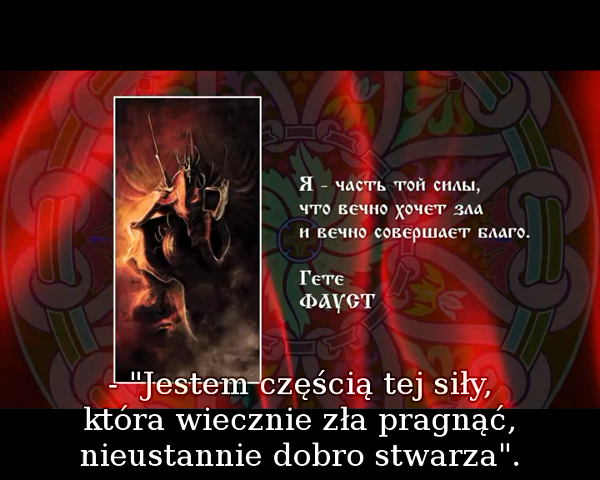 Я - часть той силы,
что вечно хочет зла
и вечно совершает благо.
Гете
ФАУСТ
- "Jestem częścią tej siły,
która wiecznie zła pragnąć,
nieustannie dobro stwarza".